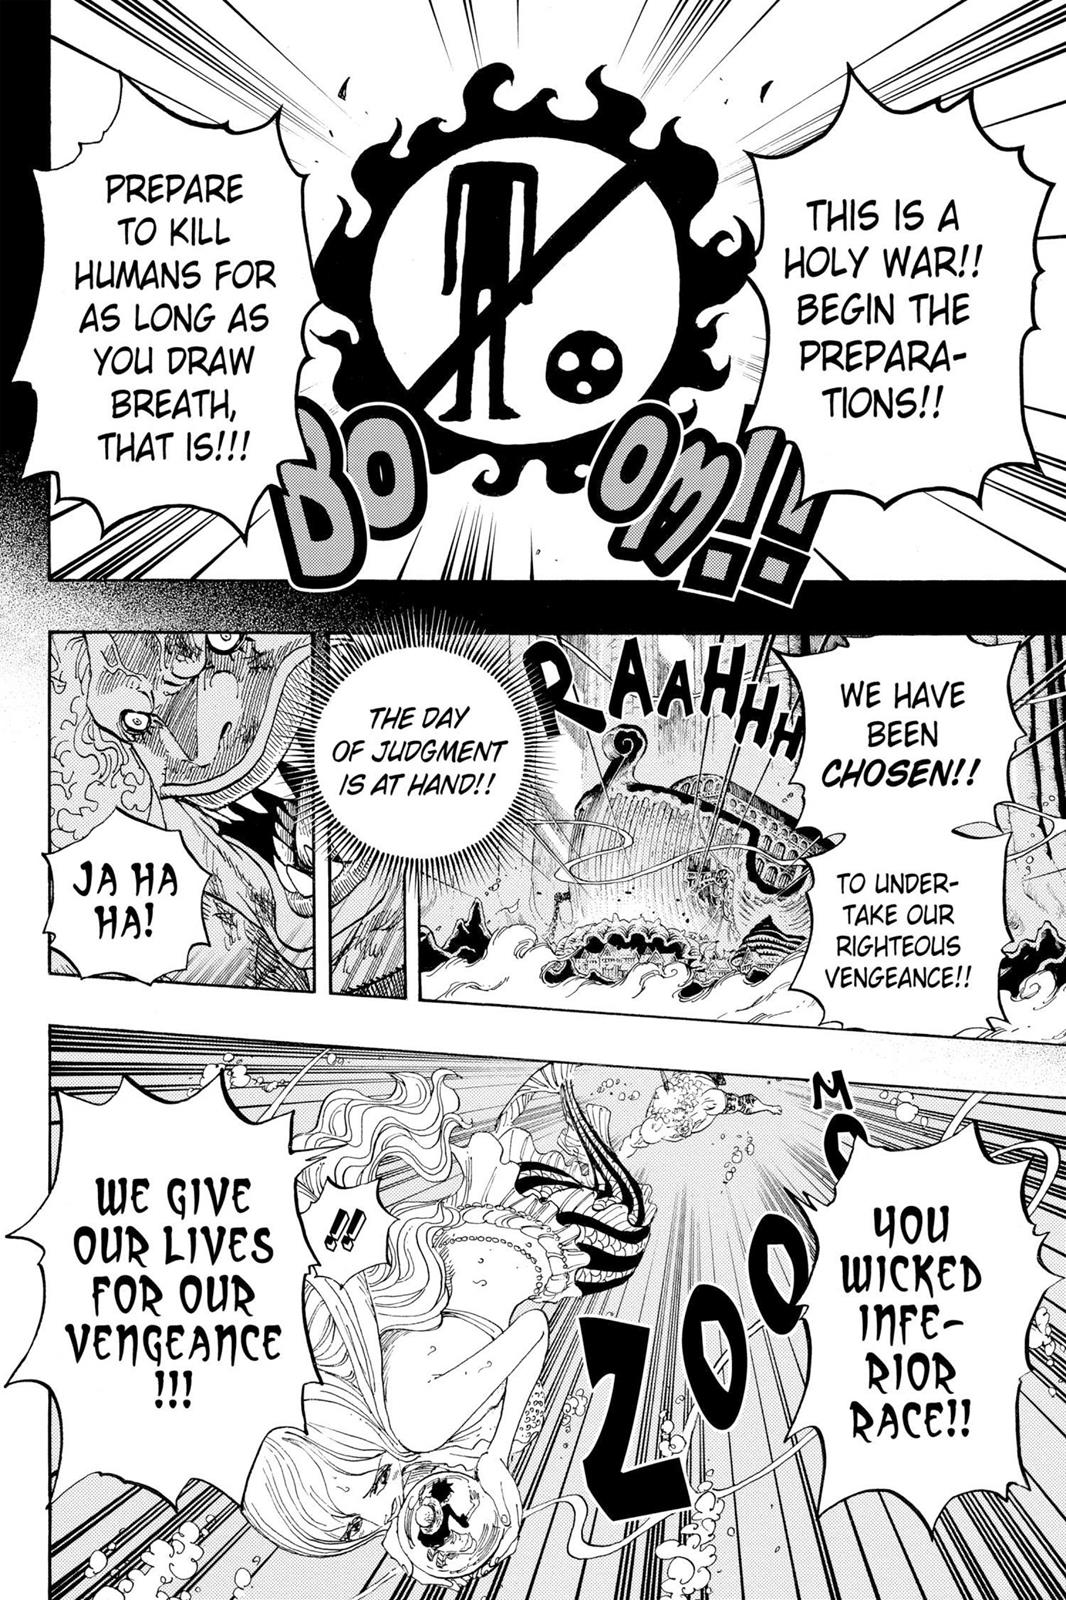 THIS IS A
HOLY WAR!!
BEGIN THE
PREPARA-
TIONS!!
PREPARE
TO KILL
HUMANS FOR
AS LONG AS
YOU DRAW
BREATH,
THAT IS!!!
BOOM!!
WE HAVE
BEEN
CHOSEN!!
TO UNDER-
TAKE OUR
RIGHTEOUS
VENGEANCE!!
RAAHHH
THE DAY
OF JUDGMENT
IS AT HAND!!
JA HA
HA!
YOU
WICKED
INFE-
RIOR
RACE!!
ZOOOM
!!
WE GIVE
OUR LIVES
FOR OUR
VENGEANCE
!!!